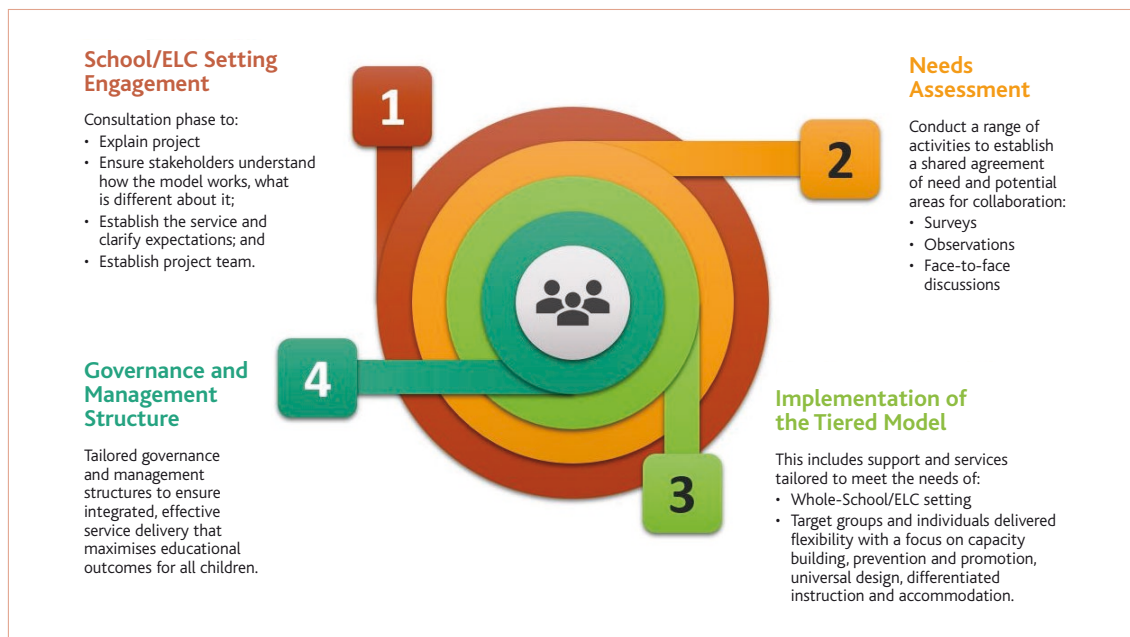 School/ELC Setting
Engagement
Consultation phase to:
• Explain project
• Ensure stakeholders understand
how the model works, what
is different about it;
• Establish the service and
clarify expectations; and
• Establish project team.
1
Needs
Assessment
Conduct a range of
activities to establish
a shared agreement
of need and potential
areas for collaboration:
• Surveys
• Observations
• Face-to-face
discussions
2
Implementation of
the Tiered Model
This includes support and services
tailored to meet the needs of:
• Whole-School/ELC setting
• Target groups and individuals delivered
flexibility with a focus on capacity
building, prevention and promotion,
universal design, differentiated
instruction and accommodation.
3
Governance and
Management
Structure
Tailored governance
and management
structures to ensure
integrated, effective
service delivery that
maximises educational
outcomes for all children.
4